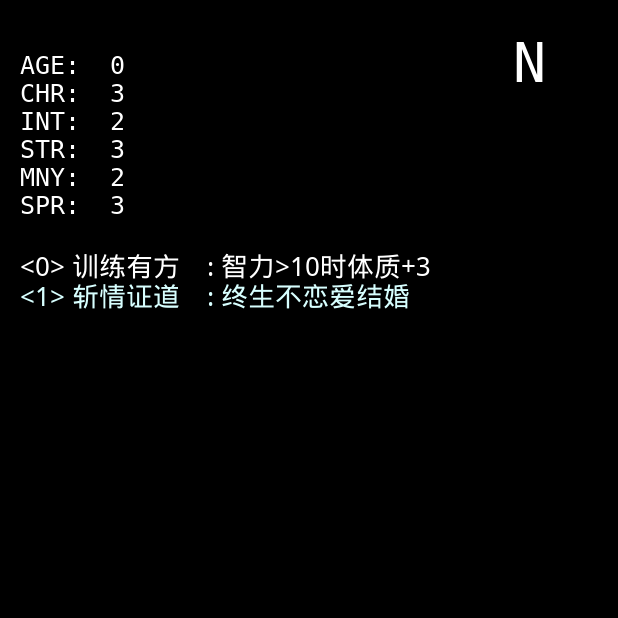 N
AGE:  0
CHR:  3
INT:  2
STR:  3
MNY:  2
SPR:  3
<0> 训练有方  : 智力>10时体质+3
<1> 斩情证道  : 终生不恋爱结婚